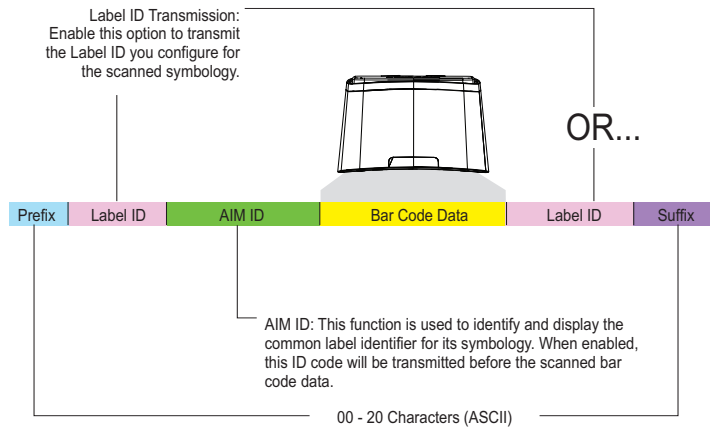 Label ID Transmission:
Enable this option to transmit
the Label ID you configure for
the scanned symbology.
OR...
Prefix Label ID AIM ID Bar Code Data Label ID Suffix
AIM ID: This function is used to identify and display the
common label identifier for its symbology. When enabled,
this ID code will be transmitted before the scanned bar
code data.
00 - 20 Characters (ASCII)